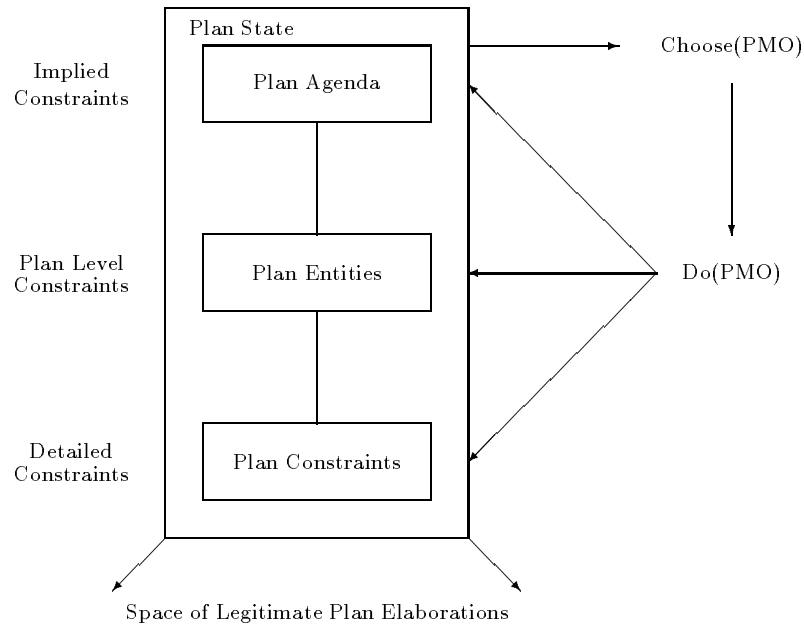 Plan State
Choose(PMO)
Implied
Constraints
Plan Agenda
Plan Level
Constraints
Plan Entities
Do(PMO)
Detailed
Constraints
Plan Constraints
Space of Legitimate Plan Elaborations